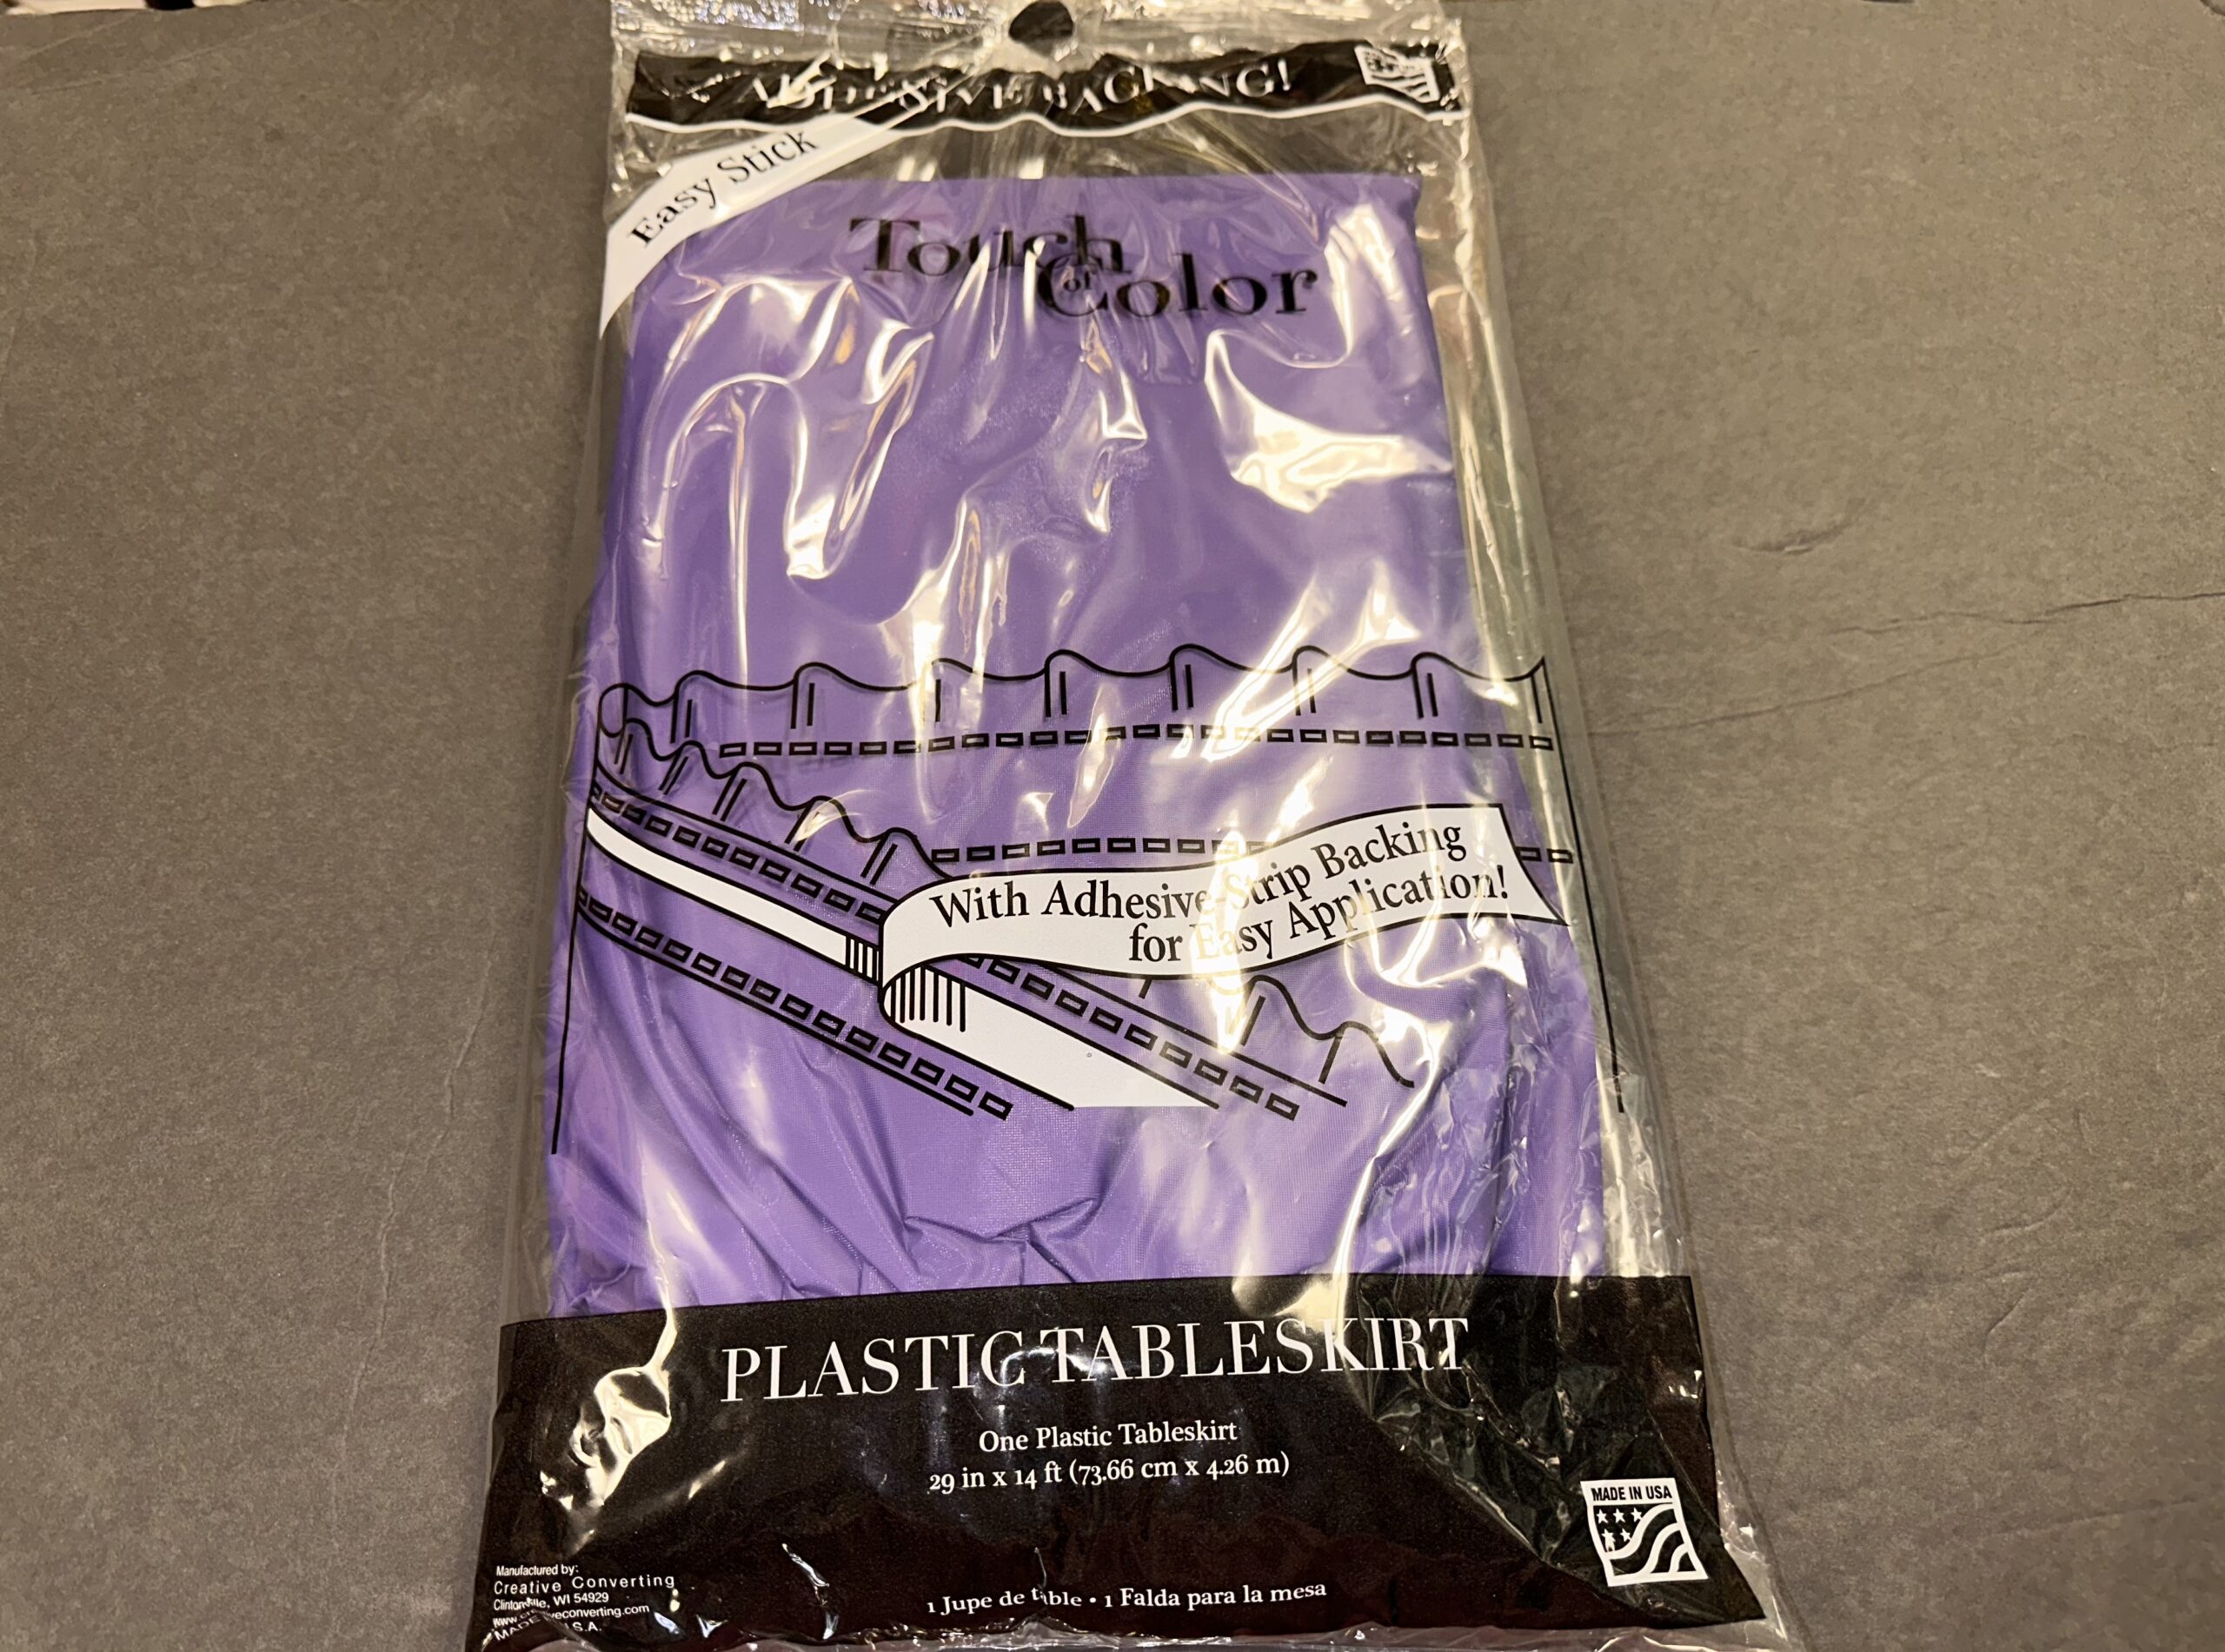 ADHESIVE BACKING!
Easy Stick
Touch
of
Color
With Adhesive-Strip Backing
for Easy Application!
PLASTIC TABLESKIRT
One Plastic Tableskirt
29 in x 14 ft (73.66 cm x 4.26 m)
MADE IN USA
Manufactured by:
Creative Converting
Clintonville, WI 54929
1 Jupe de table • 1 Falda para la mesa